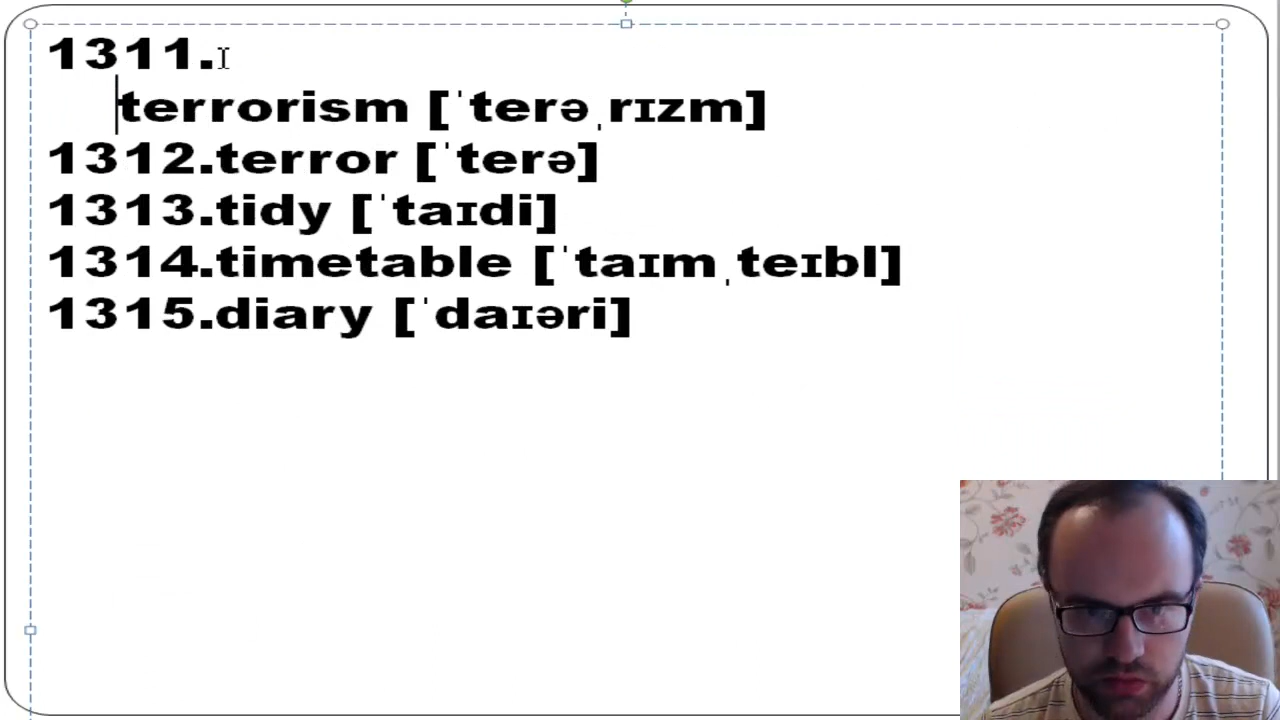 1311.
terrorism [ˈterəˌrɪzm]
1312.terror [ˈterə]
1313.tidy [ˈtaɪdi]
1314.timetable [ˈtaɪmˌteɪbl]
1315.diary [ˈdaɪəri]